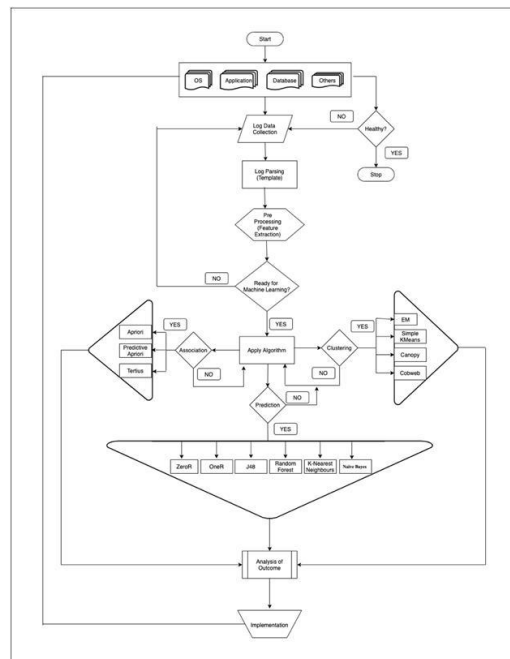 Start
OS
Application
Database
Others
NO
Log Data
Collection
Healthy?
YES
Log Parsing
(Template)
Stop
Pre
Processing
(Feature
Extraction)
NO
Ready for
Machine Learning?
YES
YES
YES
EM
Apriori
Simple
KMeans
Predictive
Apriori
Association
Apply Algorithm
Clustering
Canopy
Tertius
NO
NO
Cobweb
Prediction
NO
YES
ZeroR
OneR
J48
Random
Forest
K-Nearest
Neighbours
Naïve Bayes
Analysis of
Outcome
Implementation